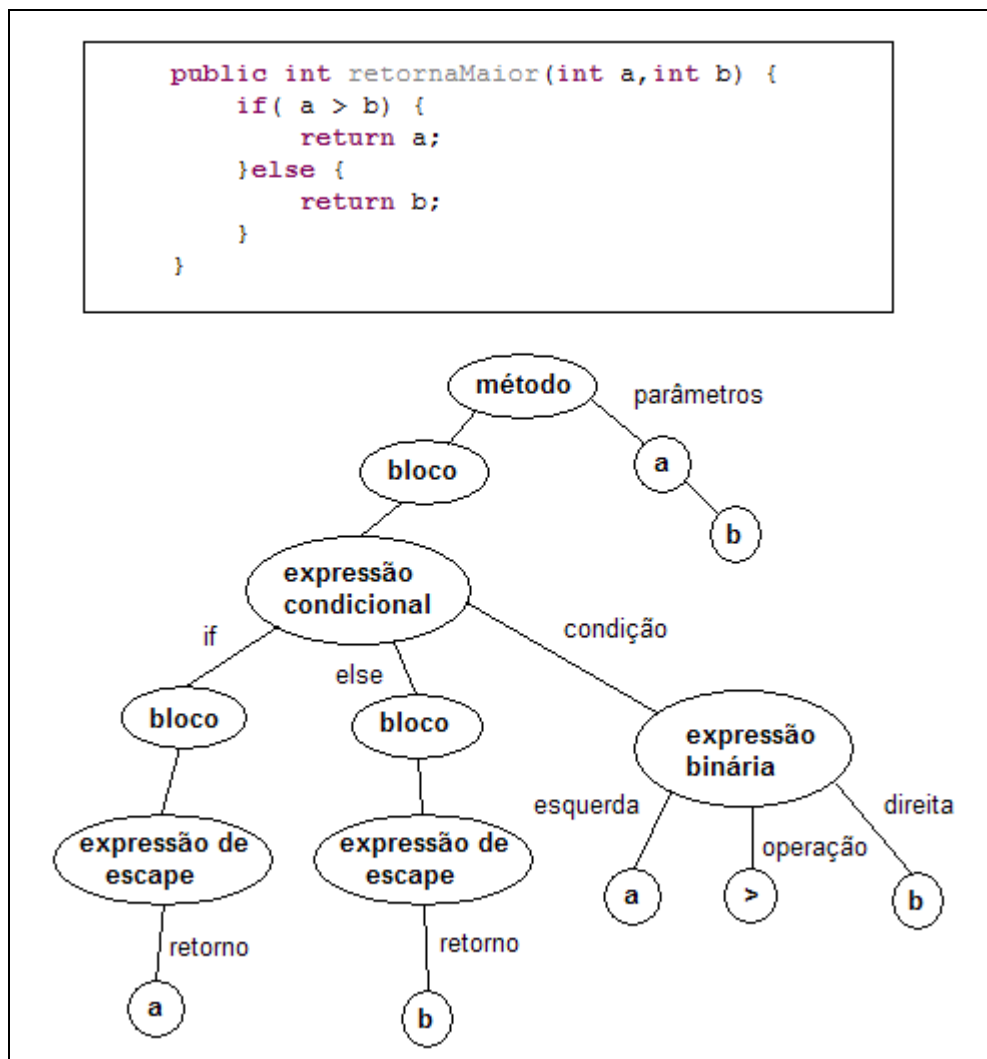 public int retornaMaior(int a,int b) {
if( a > b) {
return a;
}else {
return b;
}
}
método
parâmetros
bloco
a
b
expressão
condicional
if
else
condição
bloco
bloco
expressão
binária
esquerda
operação
direita
expressão de
escape
expressão de
escape
a
>
b
retorno
retorno
a
b